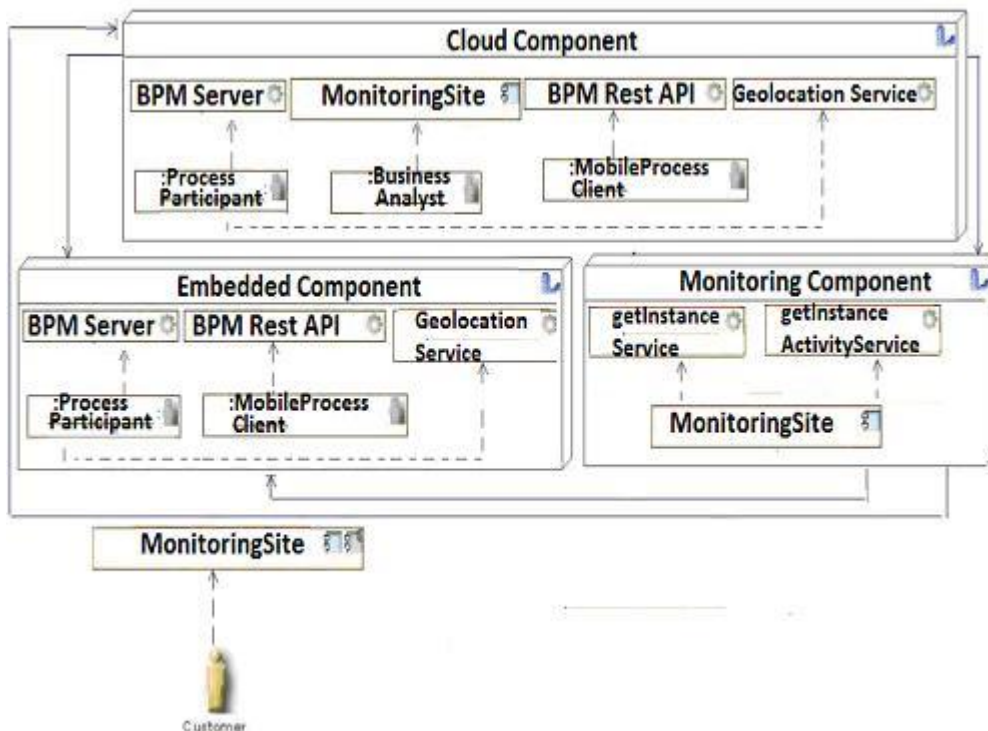 Cloud Component
BPM Server
MonitoringSite
BPM Rest API
Geolocation Service
:Process
Participant
:Business
Analyst
:MobileProcess
Client
Embedded Component
BPM Server
BPM Rest API
Geolocation
Service
:Process
Participant
:MobileProcess
Client
Monitoring Component
getInstance
Service
getInstance
ActivityService
MonitoringSite
MonitoringSite
Customer